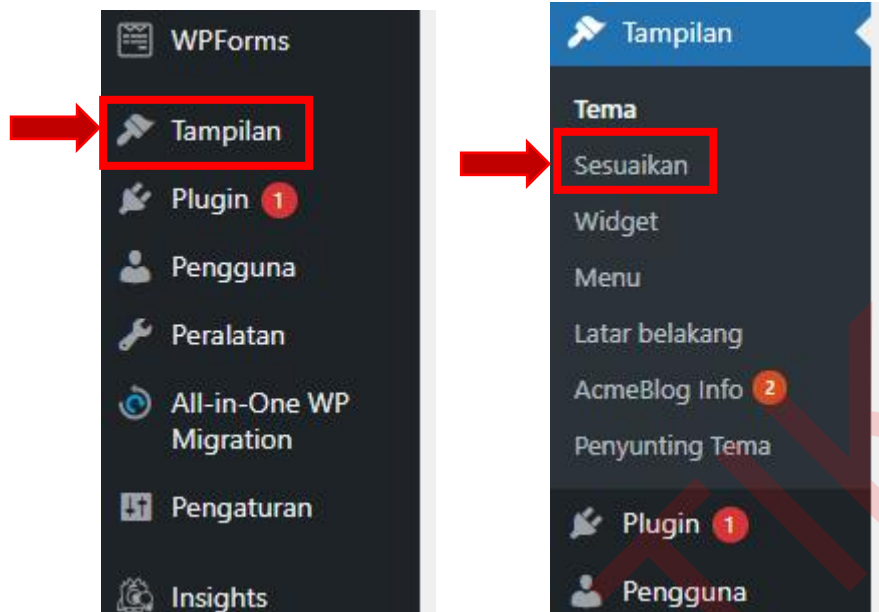 WPForms
Tampilan
Plugin 1
Pengguna
Peralatan
All-in-One WP
Migration
Pengaturan
Insights
Tampilan
Tema
Sesuaikan
Widget
Menu
Latar belakang
AcmeBlog Info 2
Penyunting Tema
Plugin 1
Pengguna